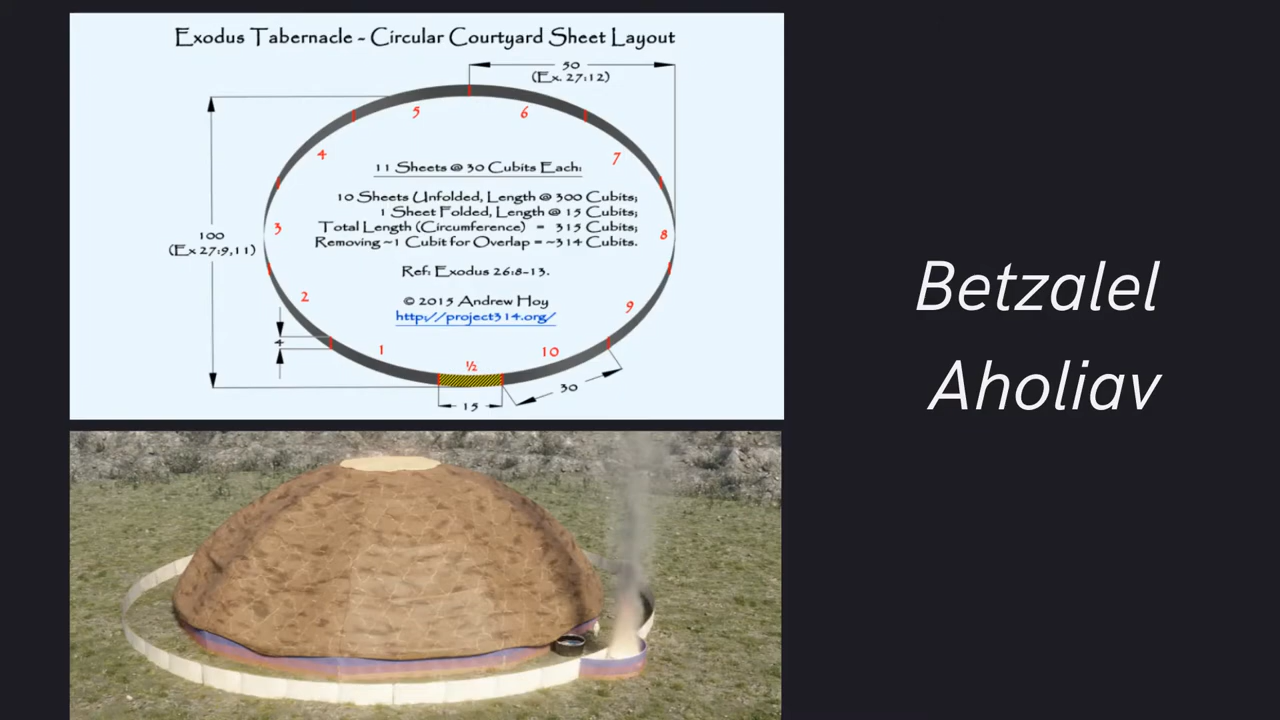 Exodus Tabernacle - Circular Courtyard Sheet Layout
50
(Ex. 27:12)
5
6
4
7
11 Sheets @ 30 Cubits Each:
10 Sheets Unfolded, Length @ 300 Cubits;
1 Sheet Folded, Length @ 15 Cubits;
Total Length (Circumference) = 315 Cubits;
Removing ~1 Cubit for Overlap = ~314 Cubits.
3
8
100
(Ex 27:9,11)
Ref: Exodus 26:8-13.
2
9
© 2015 Andrew Hoy
http://project314.org/
4
1
½
10
30
15
Betzalel
Aholiav